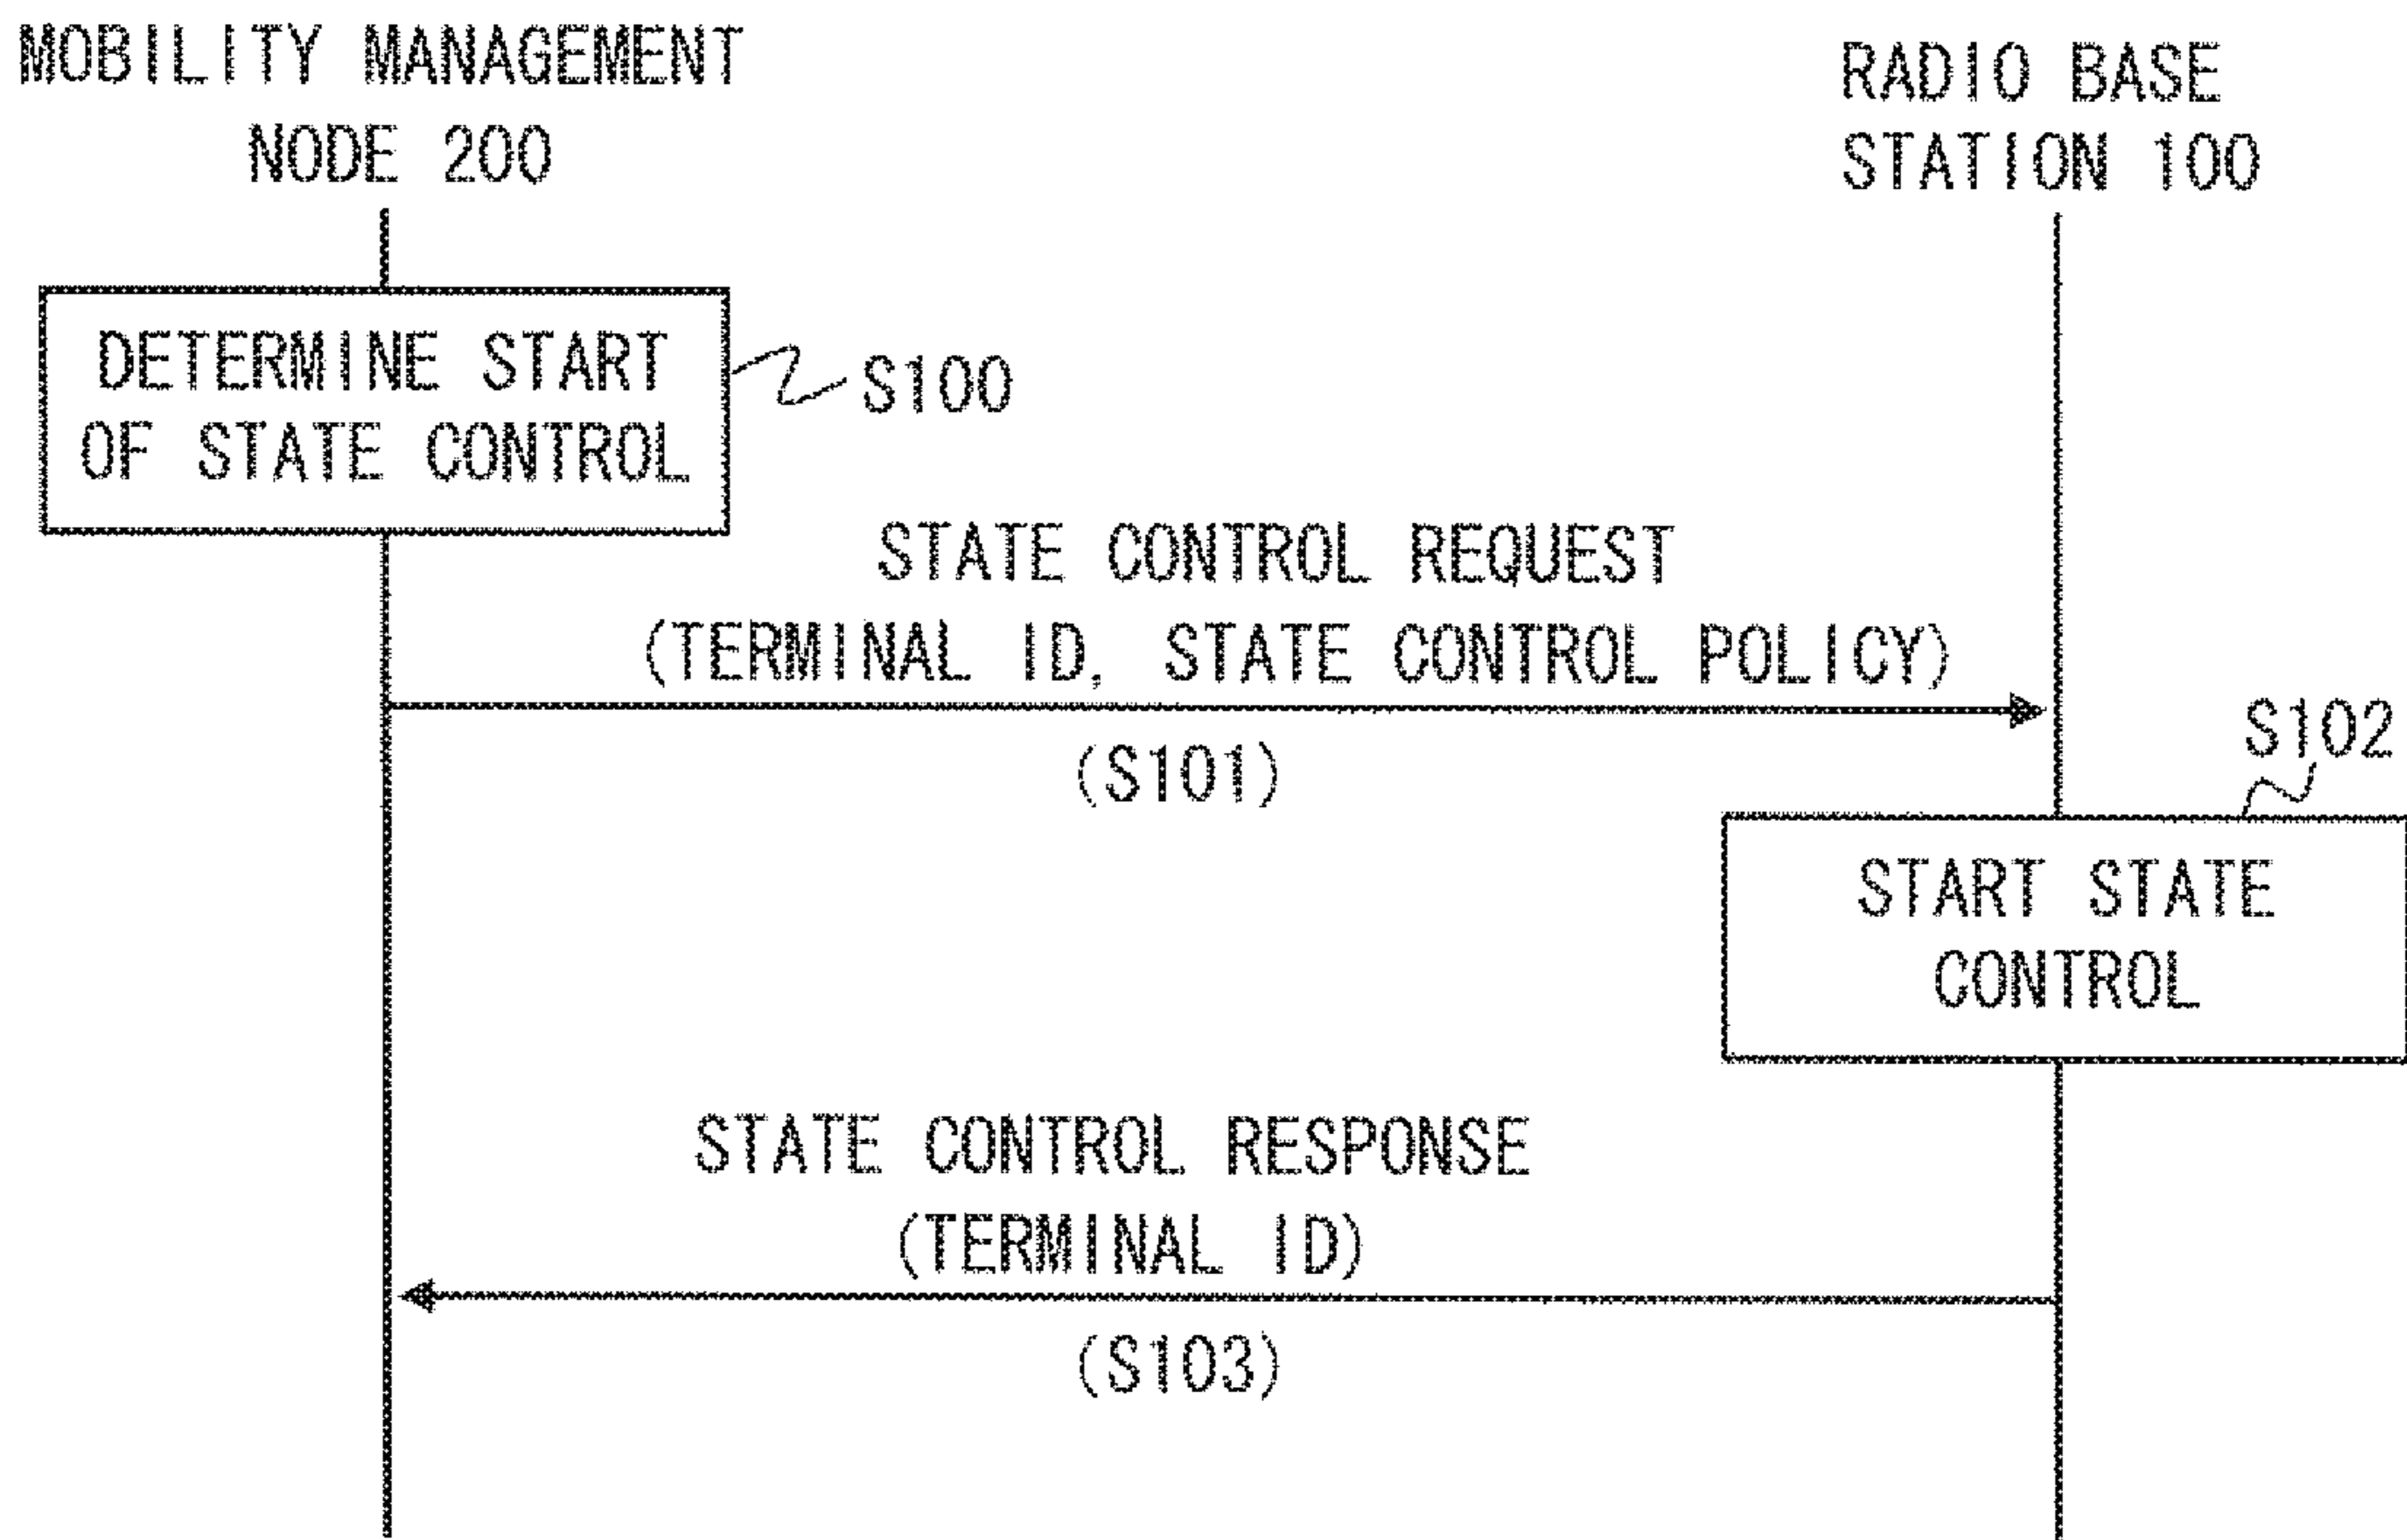 MOBILITY MANAGEMENT
NODE 200
RADIO BASE
STATION 100
DETERMINE START
OF STATE CONTROL
S100
STATE CONTROL REQUEST
(TERMINAL ID, STATE CONTROL POLICY)
(S101)
S102
START STATE
CONTROL
STATE CONTROL RESPONSE
(TERMINAL ID)
(S103)